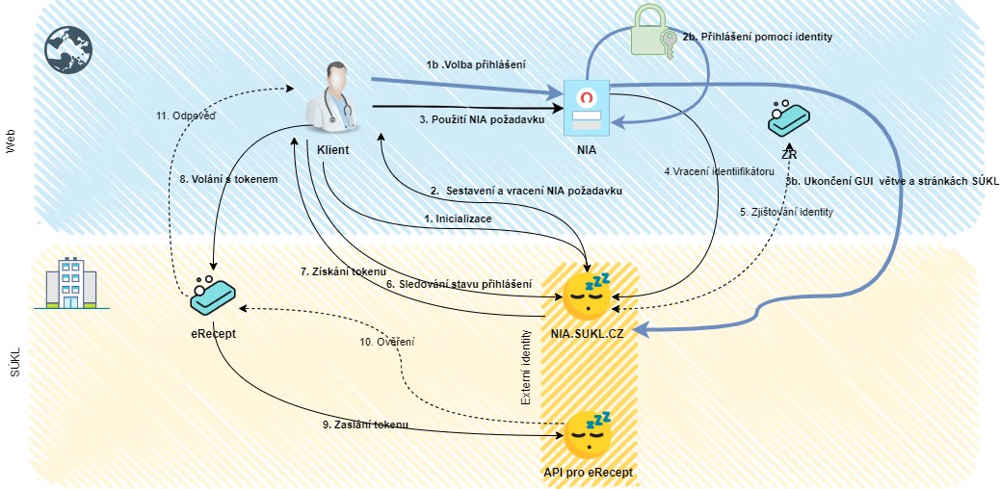 2b. Přihlášení pomocí identity
1b .Volba přihlášení
11. Odpověď
3. Použití NIA požadavku
Web
Klient
NIA
ZR
4.Vracení identiifikátoru
8. Volání s tokenem
3b. Ukončení GUI větve a stránkách SÚKL
2. Sestavení a vracení NIA požadavku
5. Zjištování identity
1. Inicializace
7. Získání tokenu
6. Sledování stavu přihlášení
eRecept
NIA.SUKL.CZ
10. Ověření
SÚKL
Externí identity
9. Zaslání tokenu
zzz
zzz
API pro eRecept